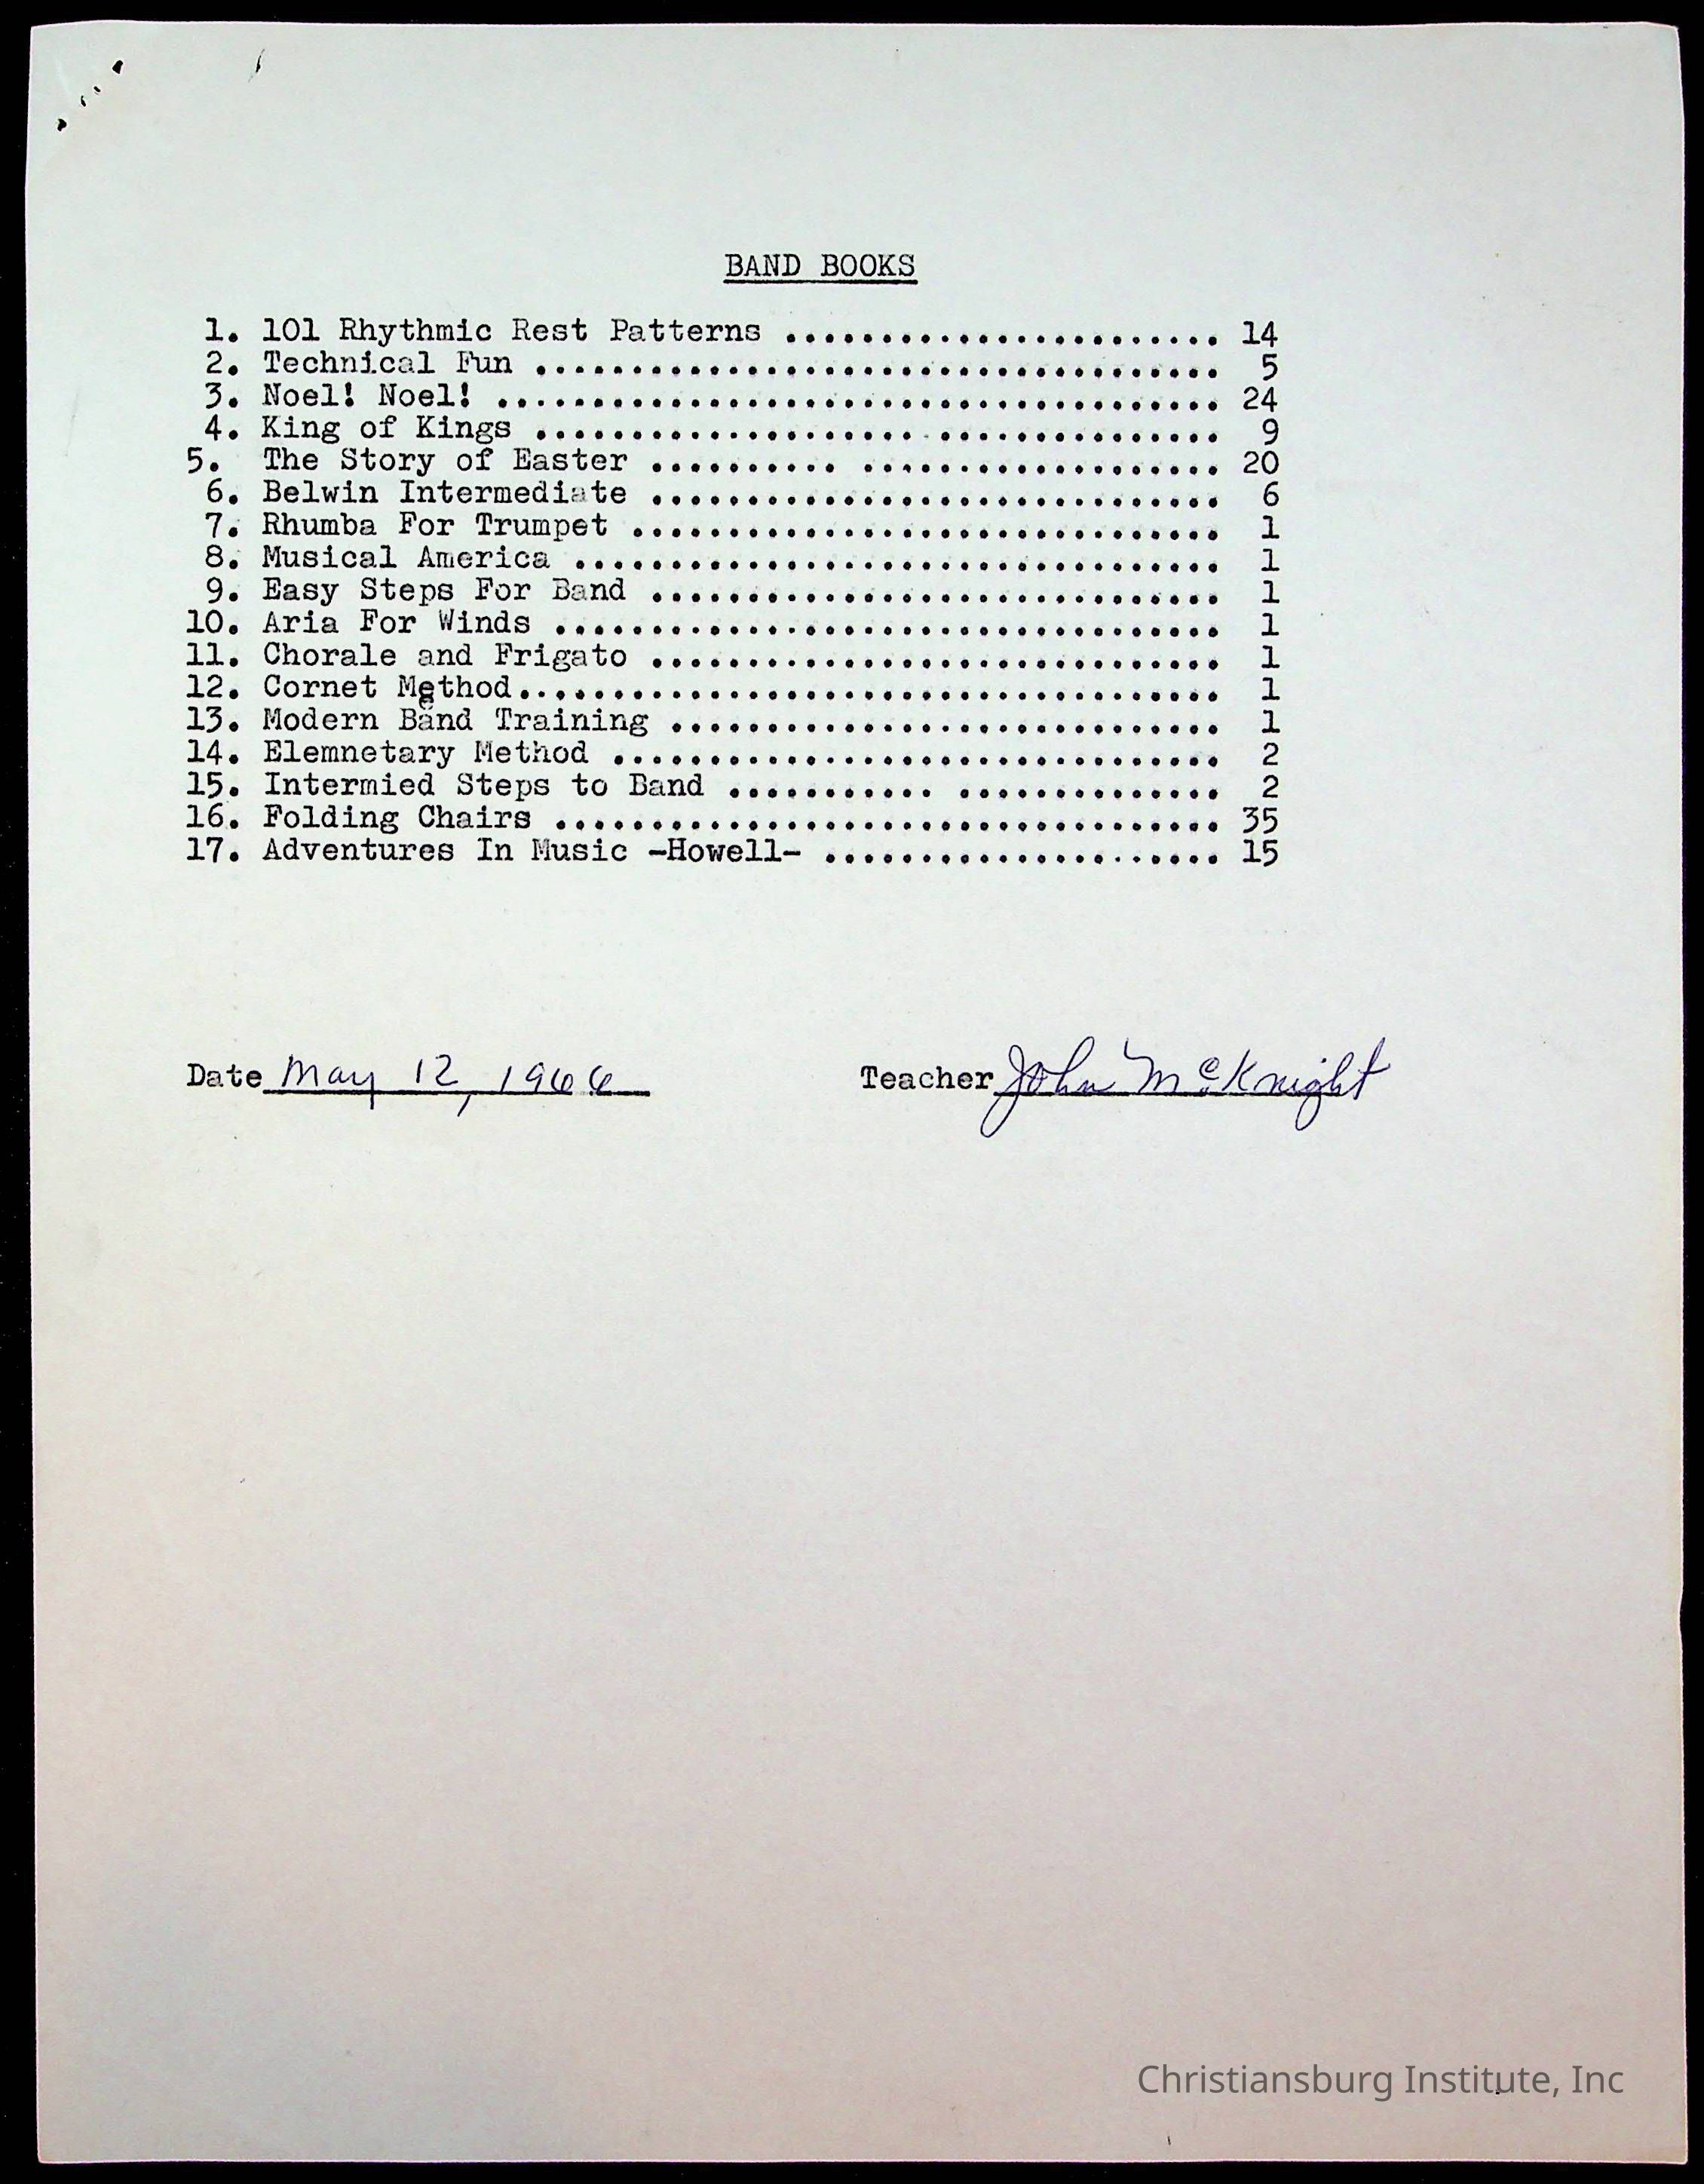 BAND BOOKS
1. 101 Rhythmic Rest Patterns ....................... 14
2. Technical Fun .................................... 5
3. Noel! Noel! ...................................... 24
4. King of Kings .................... ............... 9
5. The Story of Easter .......... ................... 20
6. Belwin Intermediate .............................. 6
7. Rhumba For Trumpet ............................... 1
8. Musical America .................................. 1
9. Easy Steps For Band .............................. 1
10. Aria For Winds ................................... 1
11. Chorale and Frigato .............................. 1
12. Cornet Method..................................... 1
13. Modern Band Training ............................. 1
14. Elemnetary Method ................................ 2
15. Intermied Steps to Band ........... .............. 2
16. Folding Chairs ................................... 35
17. Adventures In Music -Howell- ..................... 15
Date May 12, 1966 Teacher John McKnight
Christiansburg Institute, Inc